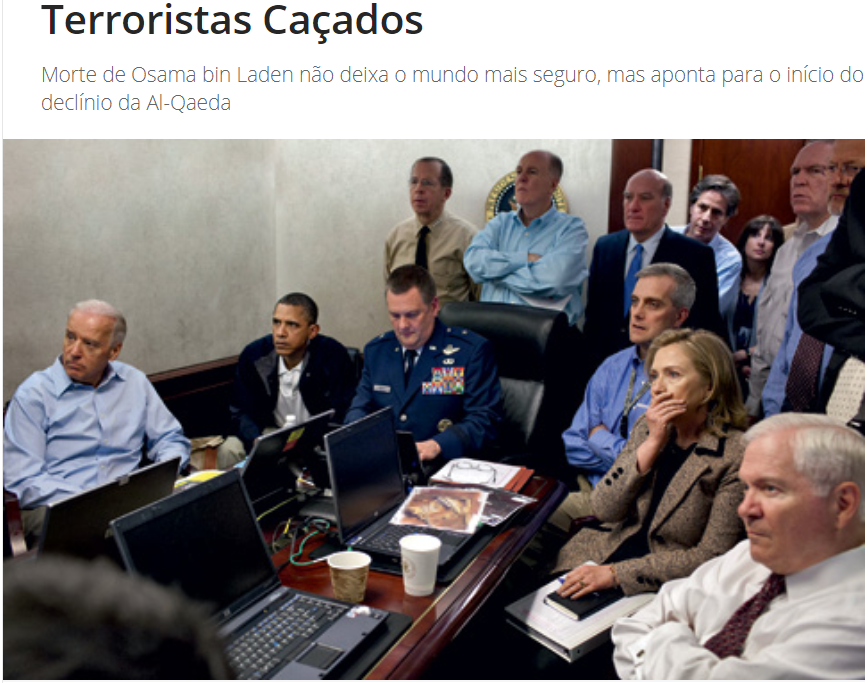 Terroristas Caçados
Morte de Osama bin Laden não deixa o mundo mais seguro, mas aponta para o início do
declínio da Al-Qaeda